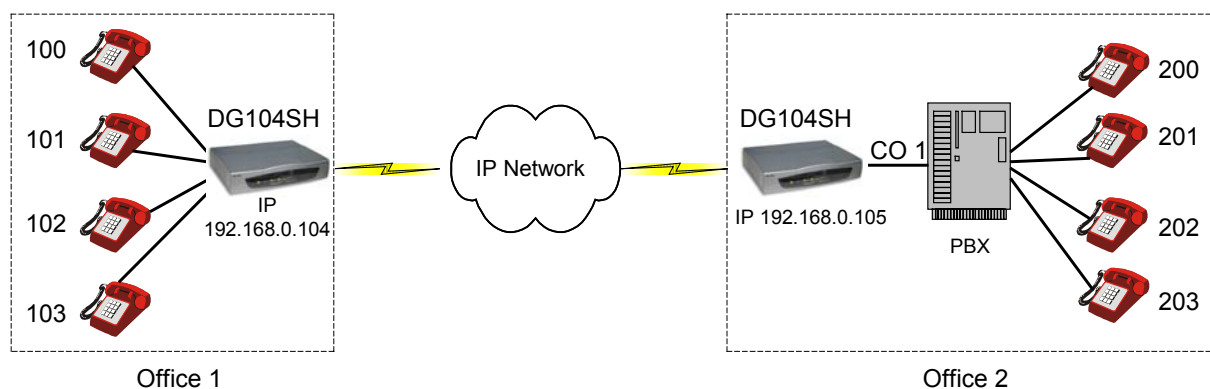 100
101
102
103
DG104SH
IP
192.168.0.104
IP Network
DG104SH
IP 192.168.0.105
CO 1
PBX
200
201
202
203
Office 1
Office 2